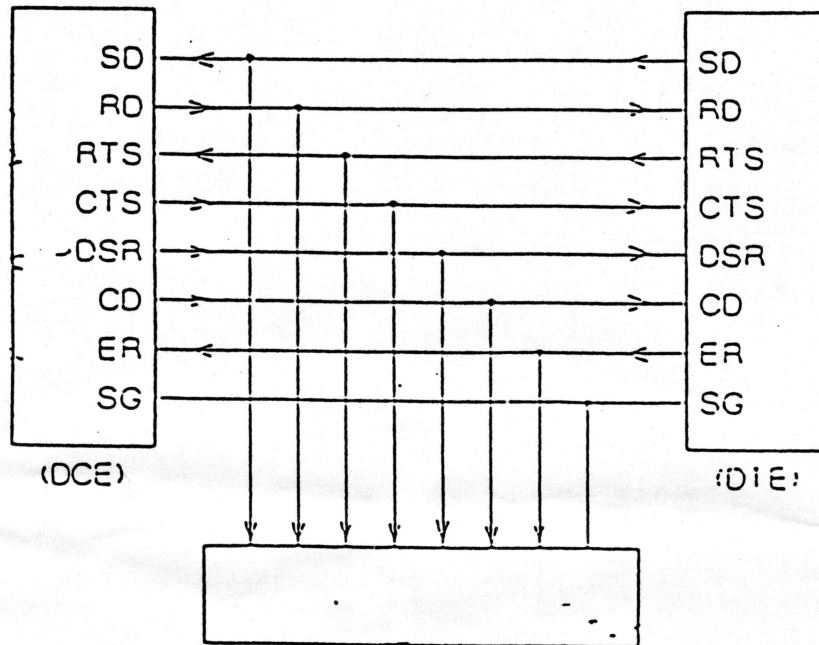 SD SD
RD RD
RTS RTS
CTS CTS
DSR DSR
CD CD
ER ER
SG SG
(DCE) (DTE)